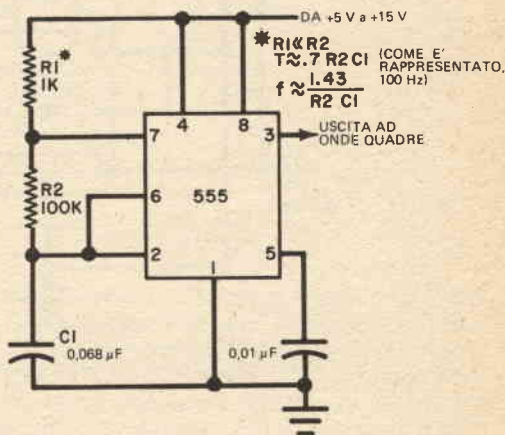 DA +5 V a +15 V
*R1≪R2
T≈.7 R2C1 (COME E' RAPPRESENTATO, 100 Hz)
f≈1.43/R2 C1
R1*
1K
4
8
7
3
USCITA AD
ONDE QUADRE
R2
100K
6
555
2
5
1
C1
0,068 µF
0,01 µF